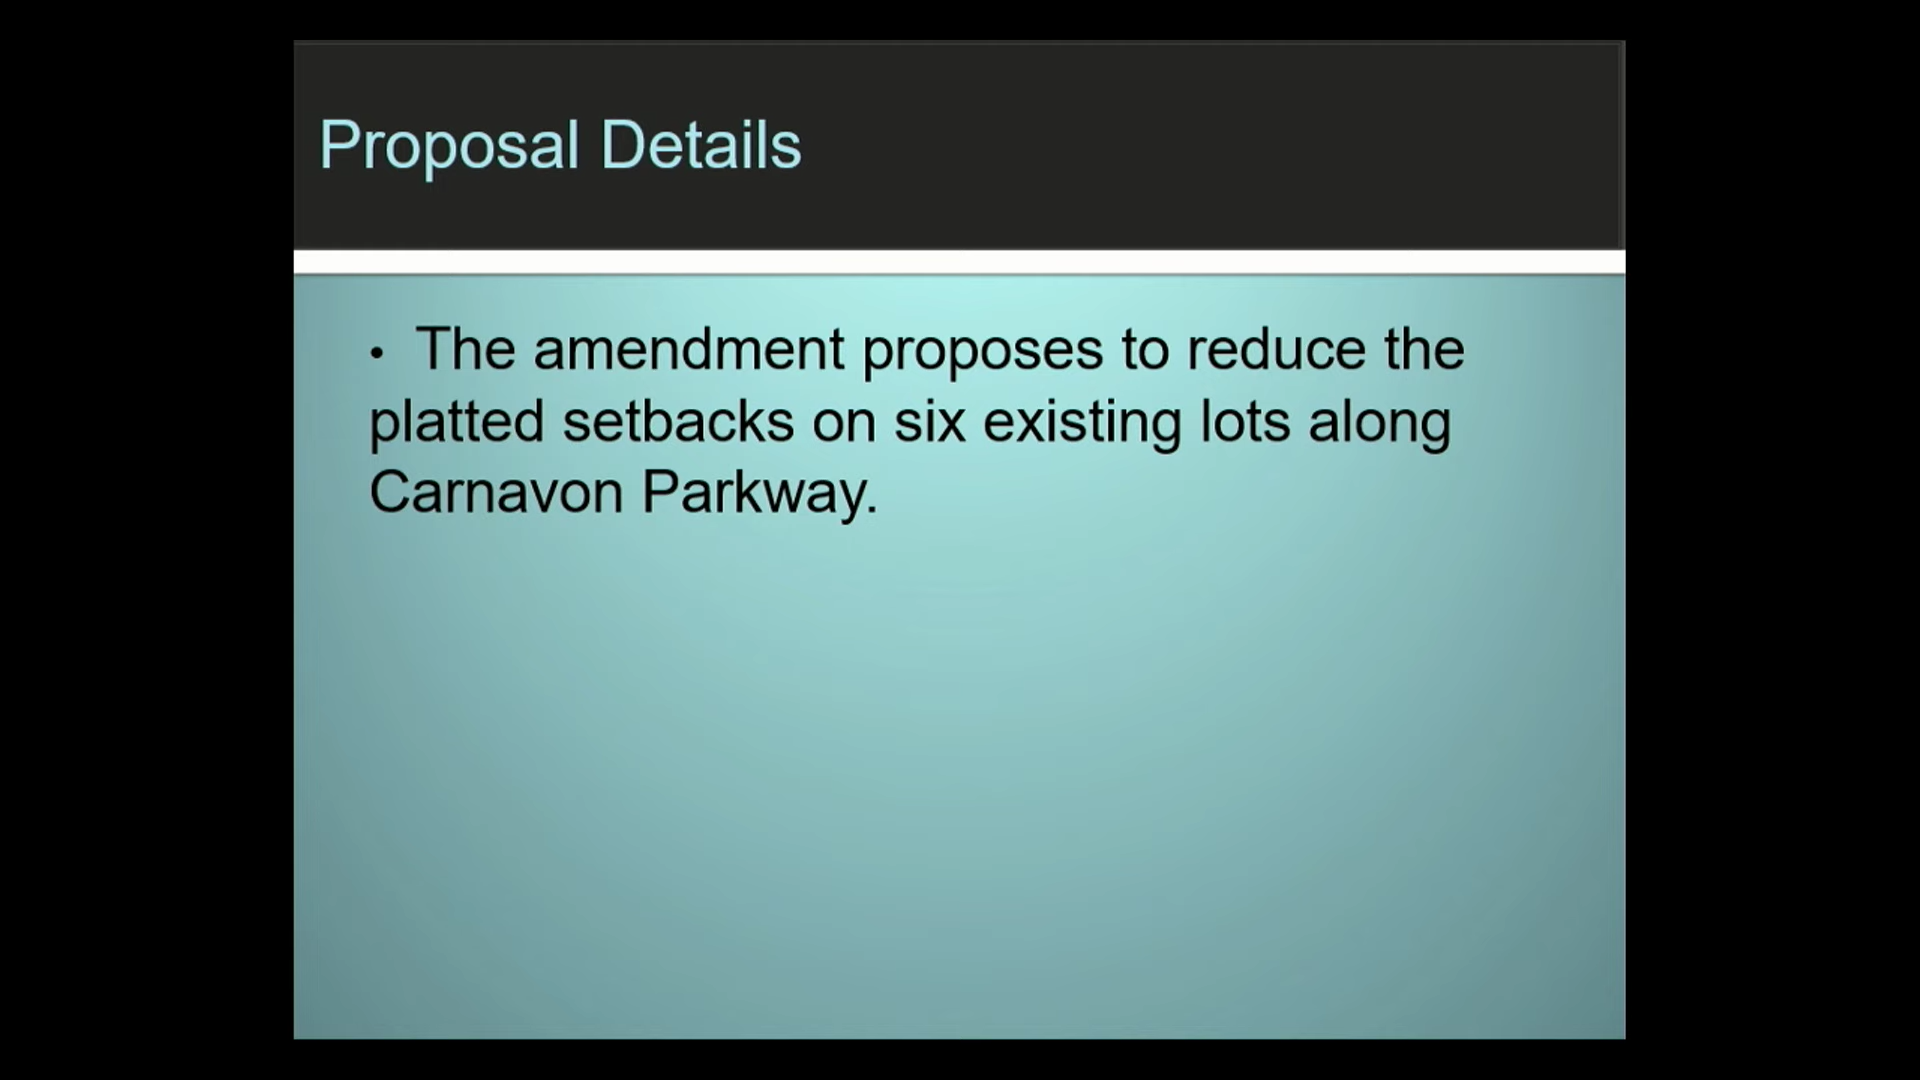 Proposal Details
• The amendment proposes to reduce the
platted setbacks on six existing lots along
Carnavon Parkway.